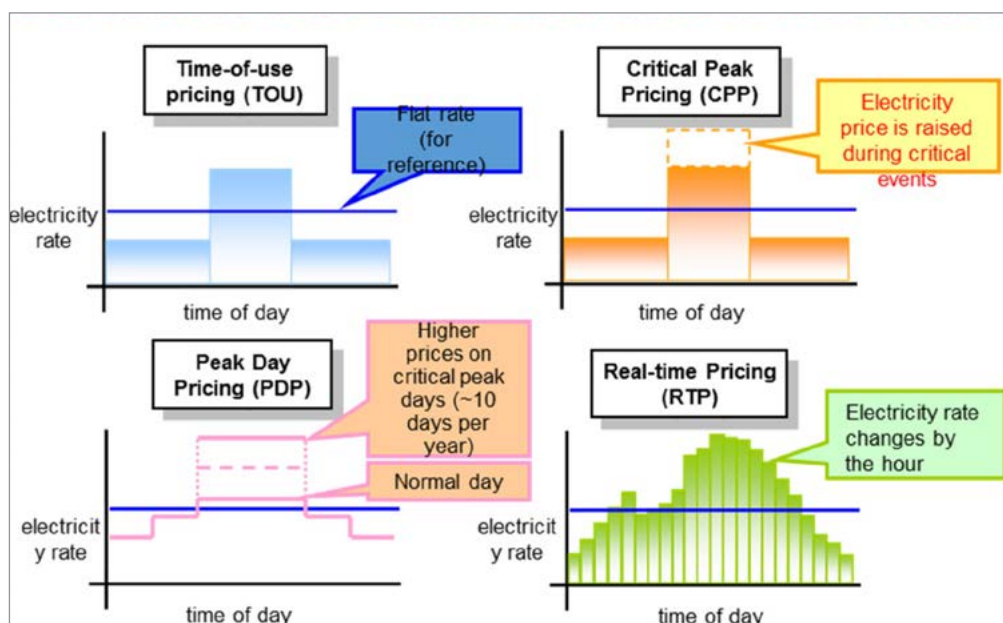 Time-of-use
pricing (TOU)
Flat rate
(for
reference)
electricity
rate
time of day
Critical Peak
Pricing (CPP)
Electricity
price is raised
during critical
events
electricity
rate
time of day
Peak Day
Pricing (PDP)
Higher
prices on
critical peak
days (~10
days per
year)
Normal day
electricit
y rate
time of day
Real-time Pricing
(RTP)
Electricity rate
changes by
the hour
electricit
y rate
time of day